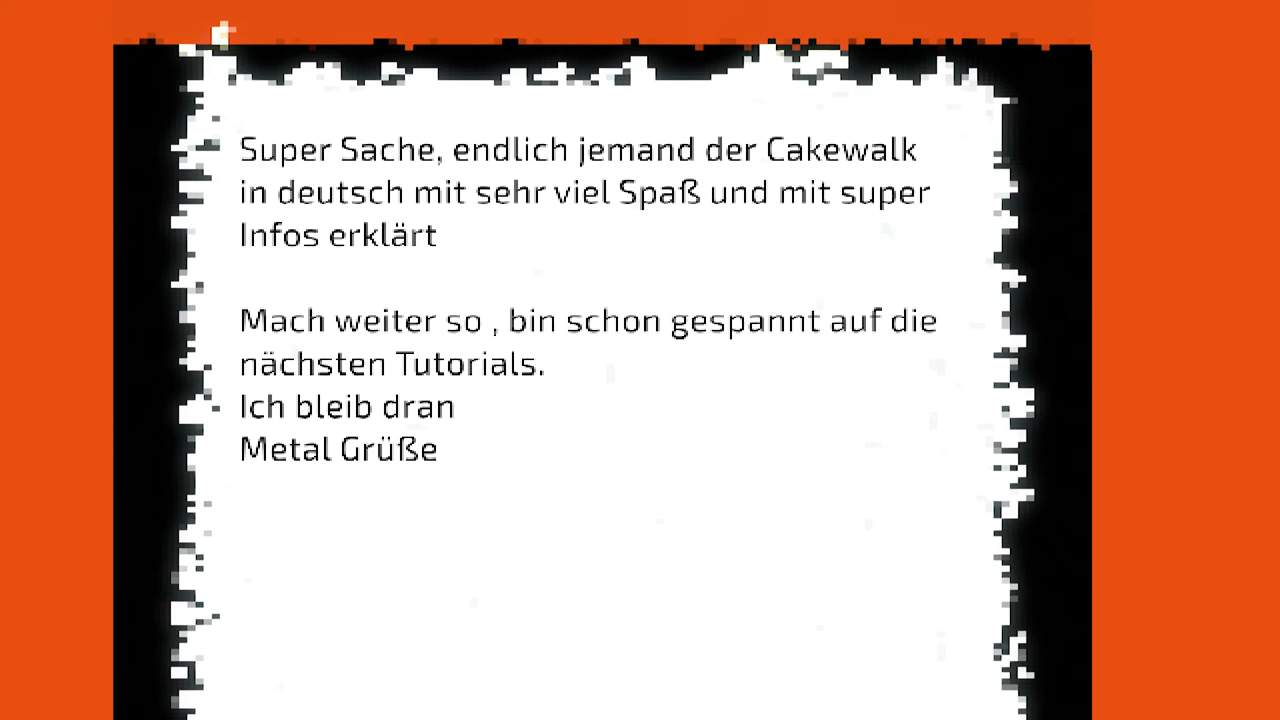 Super Sache, endlich jemand der Cakewalk
in deutsch mit sehr viel Spaß und mit super
Infos erklärt
Mach weiter so , bin schon gespannt auf die
nächsten Tutorials.
Ich bleib dran
Metal Grüße